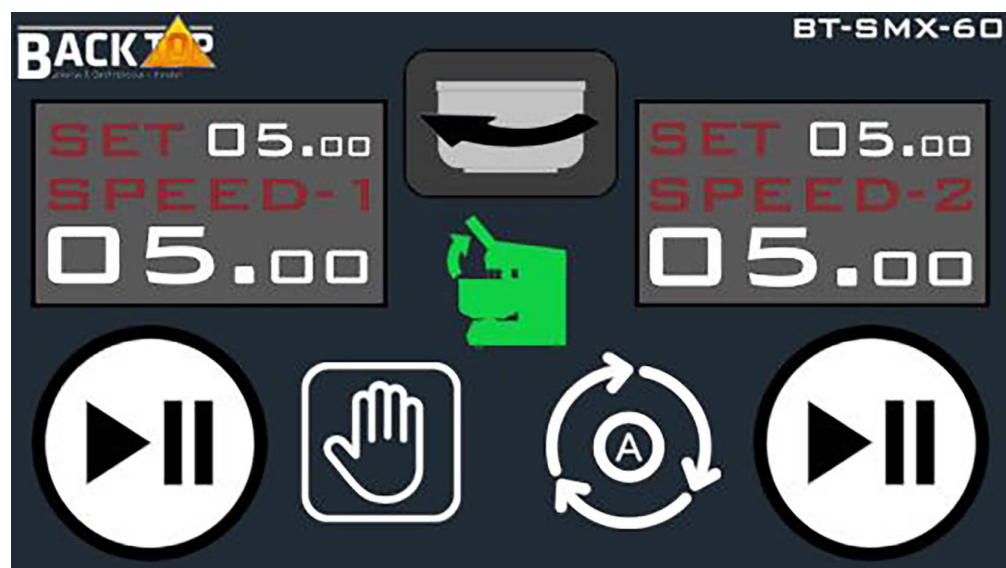 BACKTOP
BT-SMX-60
SET 05.00
SPEED-1
05.00
SET 05.00
SPEED-2
05.00
A